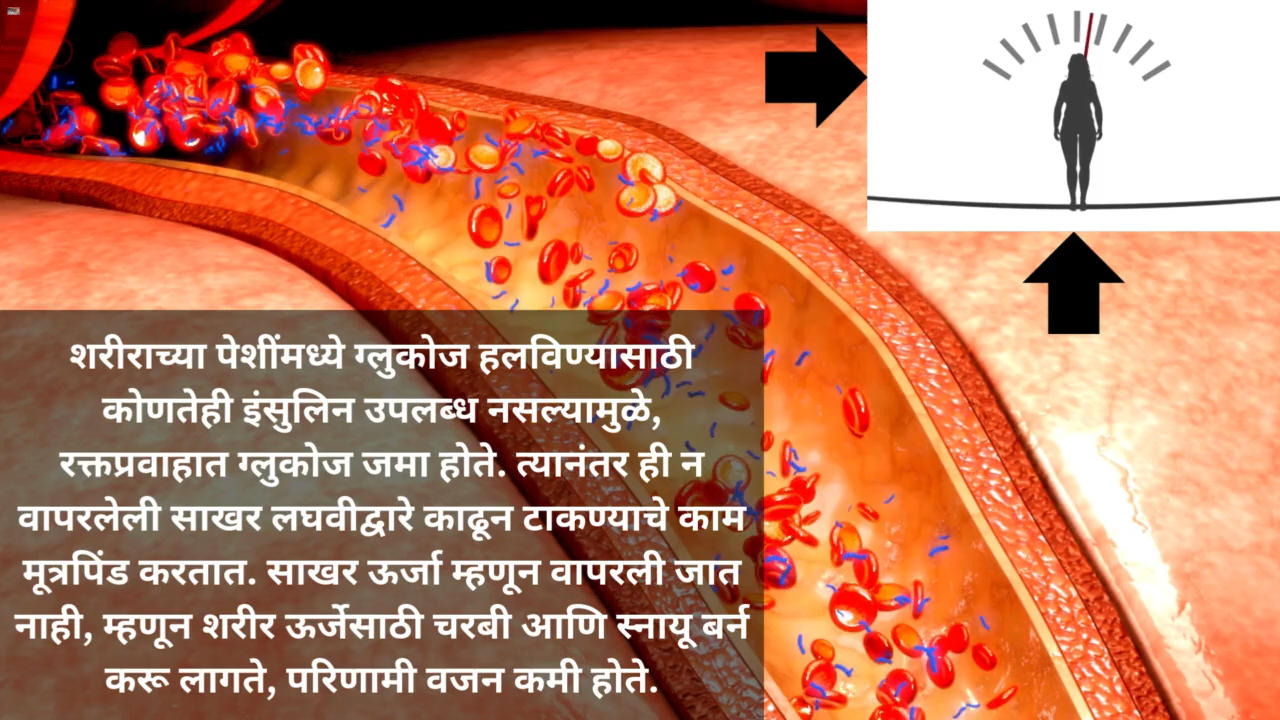 शरीराच्या पेशींमध्ये ग्लुकोज हलविण्यासाठी
कोणतेही इंसुलिन उपलब्ध नसल्यामुळे,
रक्तप्रवाहात ग्लुकोज जमा होते. त्यानंतर ही न
वापरलेली साखर लघवीद्वारे काढून टाकण्याचे काम
मूत्रपिंड करतात. साखर ऊर्जा म्हणून वापरली जात
नाही, म्हणून शरीर ऊर्जेसाठी चरबी आणि स्नायू बर्न
करू लागते, परिणामी वजन कमी होते.